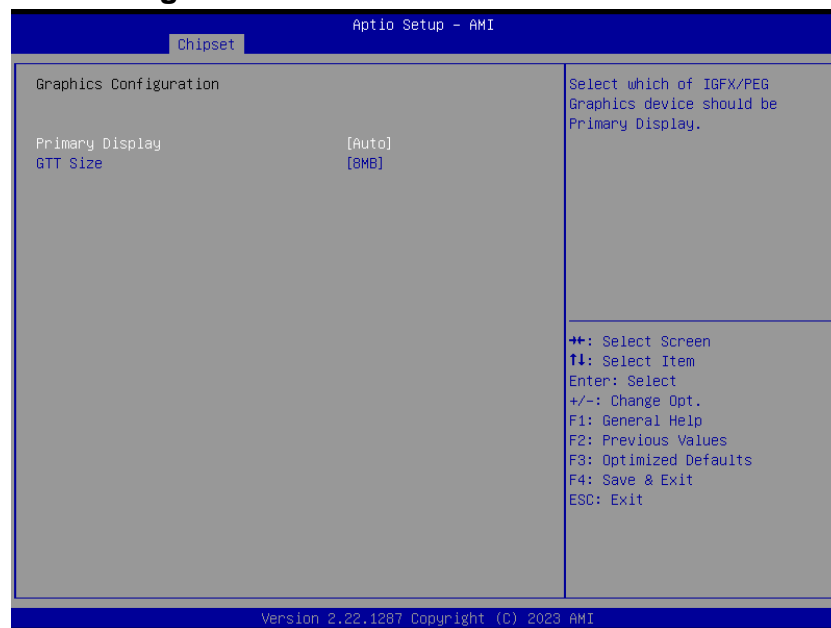 Aptio Setup – AMI
Chipset
Graphics Configuration
Primary Display [Auto]
GTT Size [8MB]
Select which of IGFX/PEG
Graphics device should be
Primary Display.
→←: Select Screen
↑↓: Select Item
Enter: Select
+/-: Change Opt.
F1: General Help
F2: Previous Values
F3: Optimized Defaults
F4: Save & Exit
ESC: Exit
Version 2.22.1287 Copyright (C) 2023 AMI